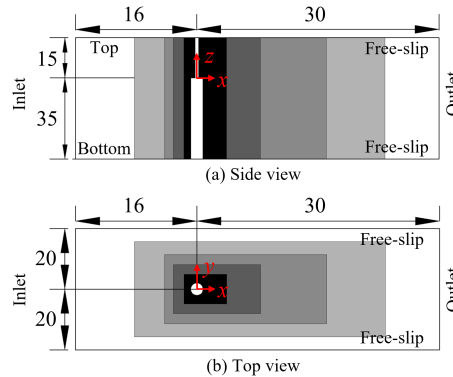 16
30
Top
Free-slip
15
z
x
Inlet
Outlet
35
Bottom
Free-slip
(a) Side view
16
30
Free-slip
20
y
Inlet
x
Outlet
20
Free-slip
(b) Top view